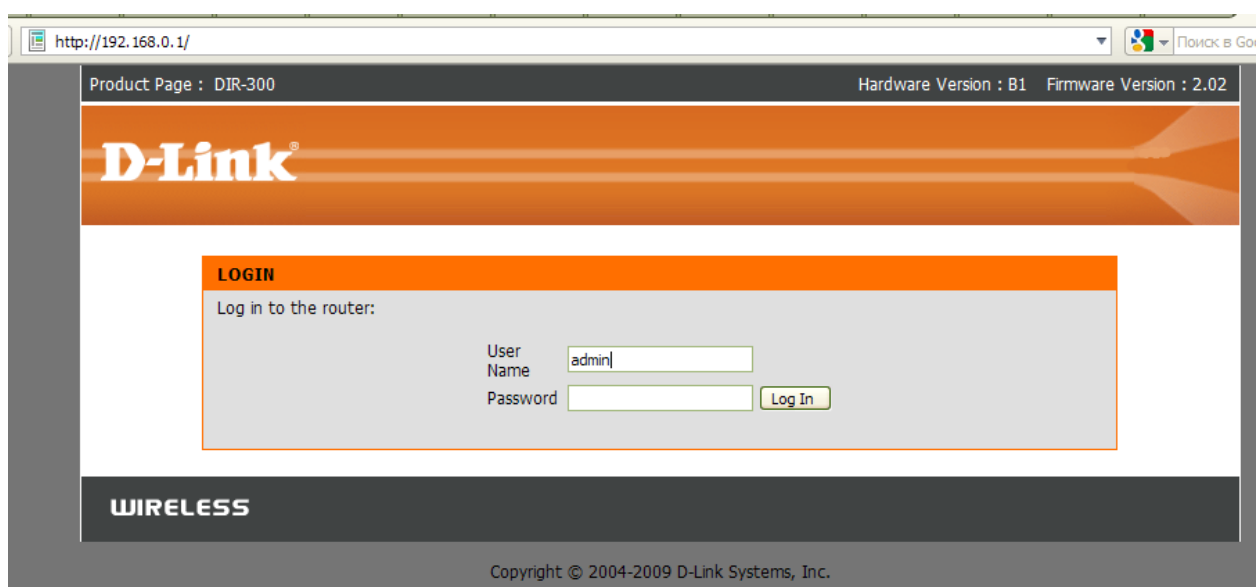 http://192.168.0.1/
Поиск в Goo
Product Page : DIR-300 Hardware Version : B1 Firmware Version : 2.02
D-Link®
LOGIN
Log in to the router:
User
Name
admin
Password
Log In
WIRELESS
Copyright © 2004-2009 D-Link Systems, Inc.